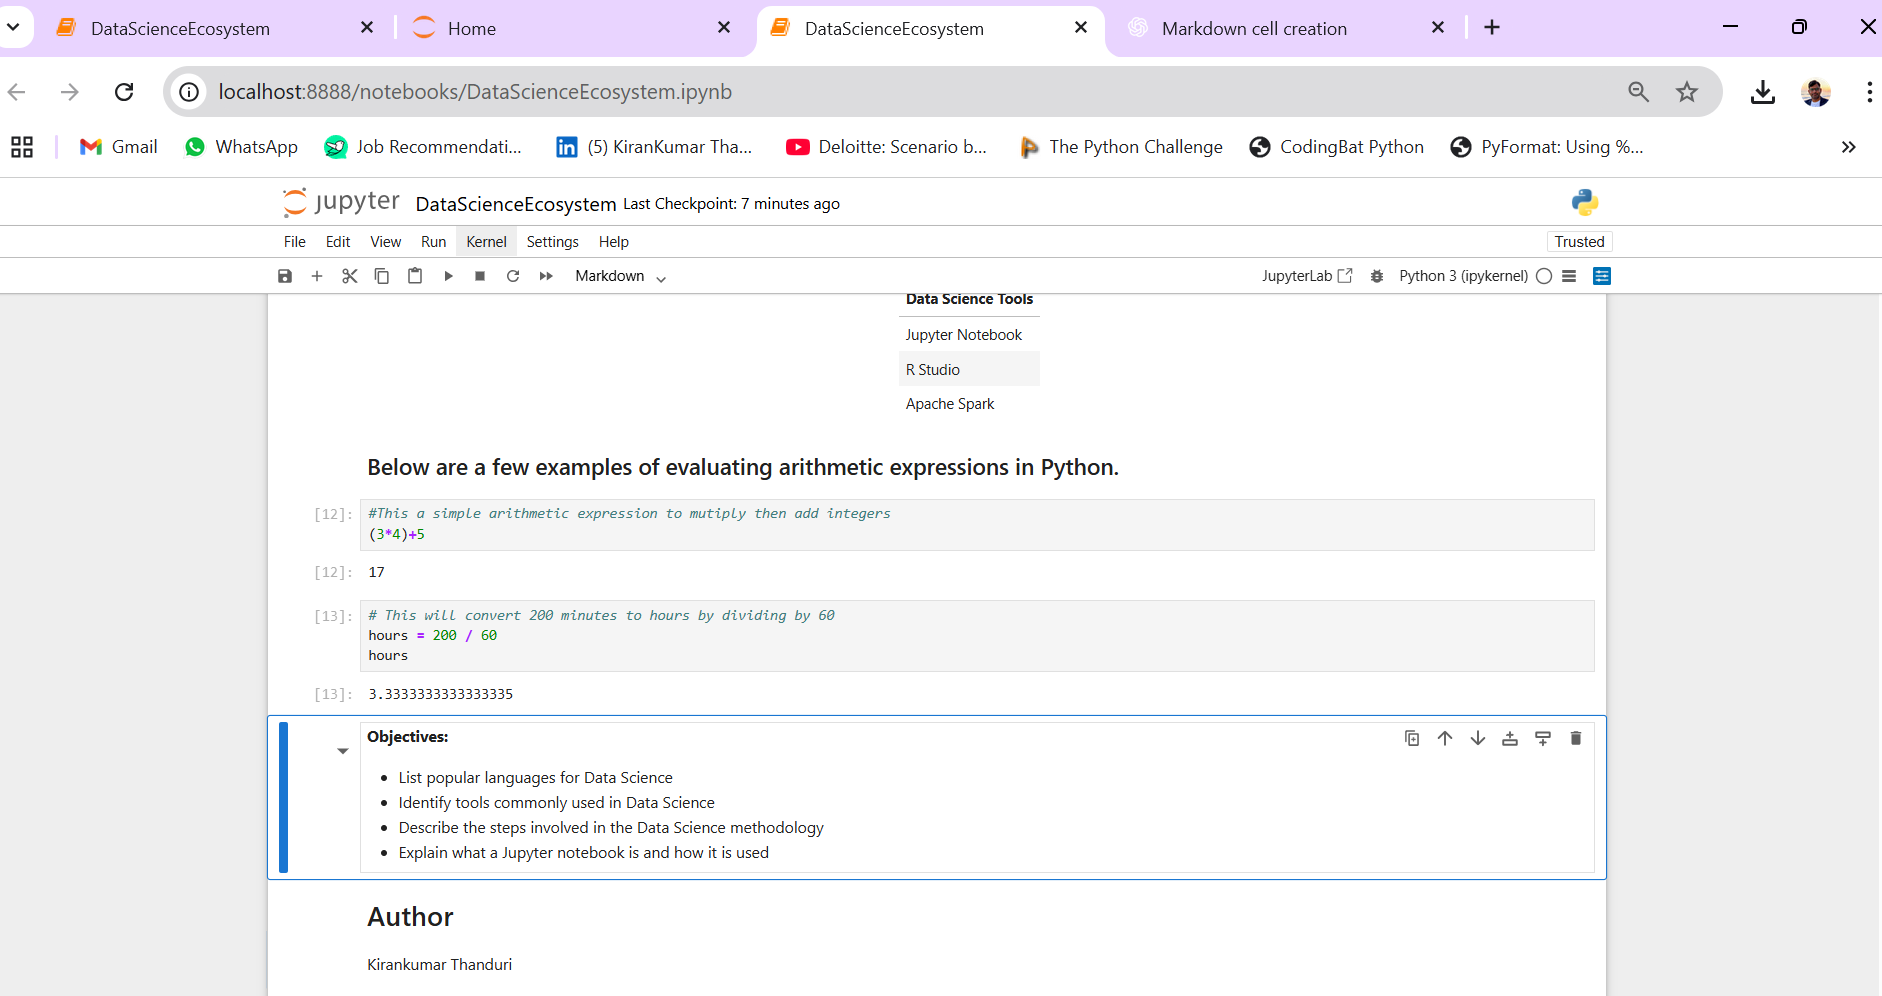 DataScienceEcosystem
Home
DataScienceEcosystem
Markdown cell creation
localhost:8888/notebooks/DataScienceEcosystem.ipynb
Gmail
WhatsApp
Job Recommendati...
(5) KiranKumar Tha...
Deloitte: Scenario b...
The Python Challenge
CodingBat Python
PyFormat: Using %...
jupyter DataScienceEcosystem Last Checkpoint: 7 minutes ago
File Edit View Run Kernel Settings Help
Trusted
Markdown
JupyterLab
Python 3 (ipykernel)
Data Science Tools
Jupyter Notebook
R Studio
Apache Spark
Below are a few examples of evaluating arithmetic expressions in Python.
[12]: #This a simple arithmetic expression to mutiply then add integers
(3*4)+5
[12]: 17
[13]: # This will convert 200 minutes to hours by dividing by 60
hours = 200 / 60
hours
[13]: 3.3333333333333335
Objectives:
• List popular languages for Data Science
• Identify tools commonly used in Data Science
• Describe the steps involved in the Data Science methodology
• Explain what a Jupyter notebook is and how it is used
Author
Kirankumar Thanduri